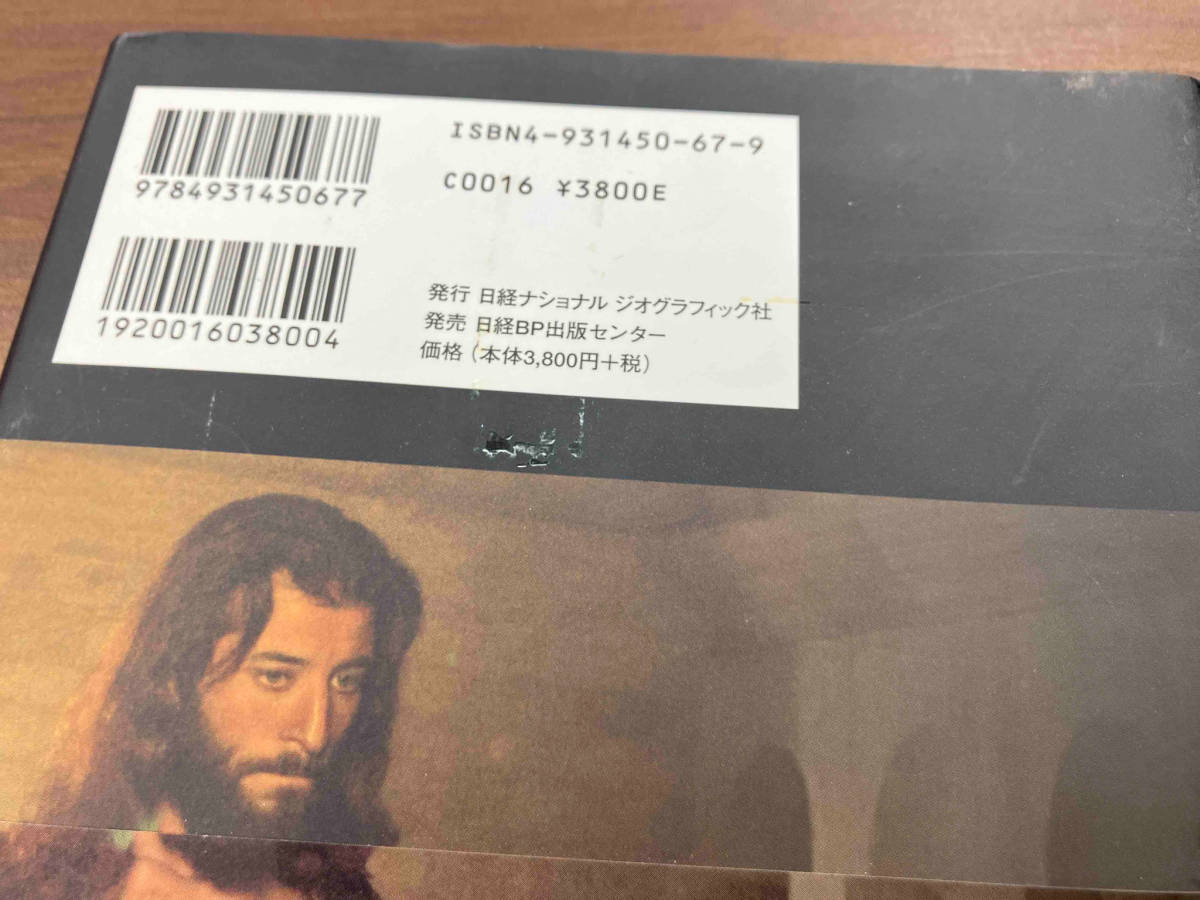 ISBN4-931450-67-9
9784931450677
C0016 ¥3800E
1920016038004
発行 日経ナショナル ジオグラフィック社
発売 日経BP出版センター
価格(本体3,800円+税)